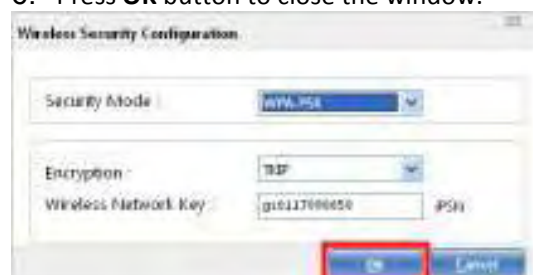 Press OK button to close the window.
Wireless Security Configuration
Security Mode :
WPA-PSK
Encryption :
TKIP
Wireless Network Key :
(PSK)
OK
Cancel